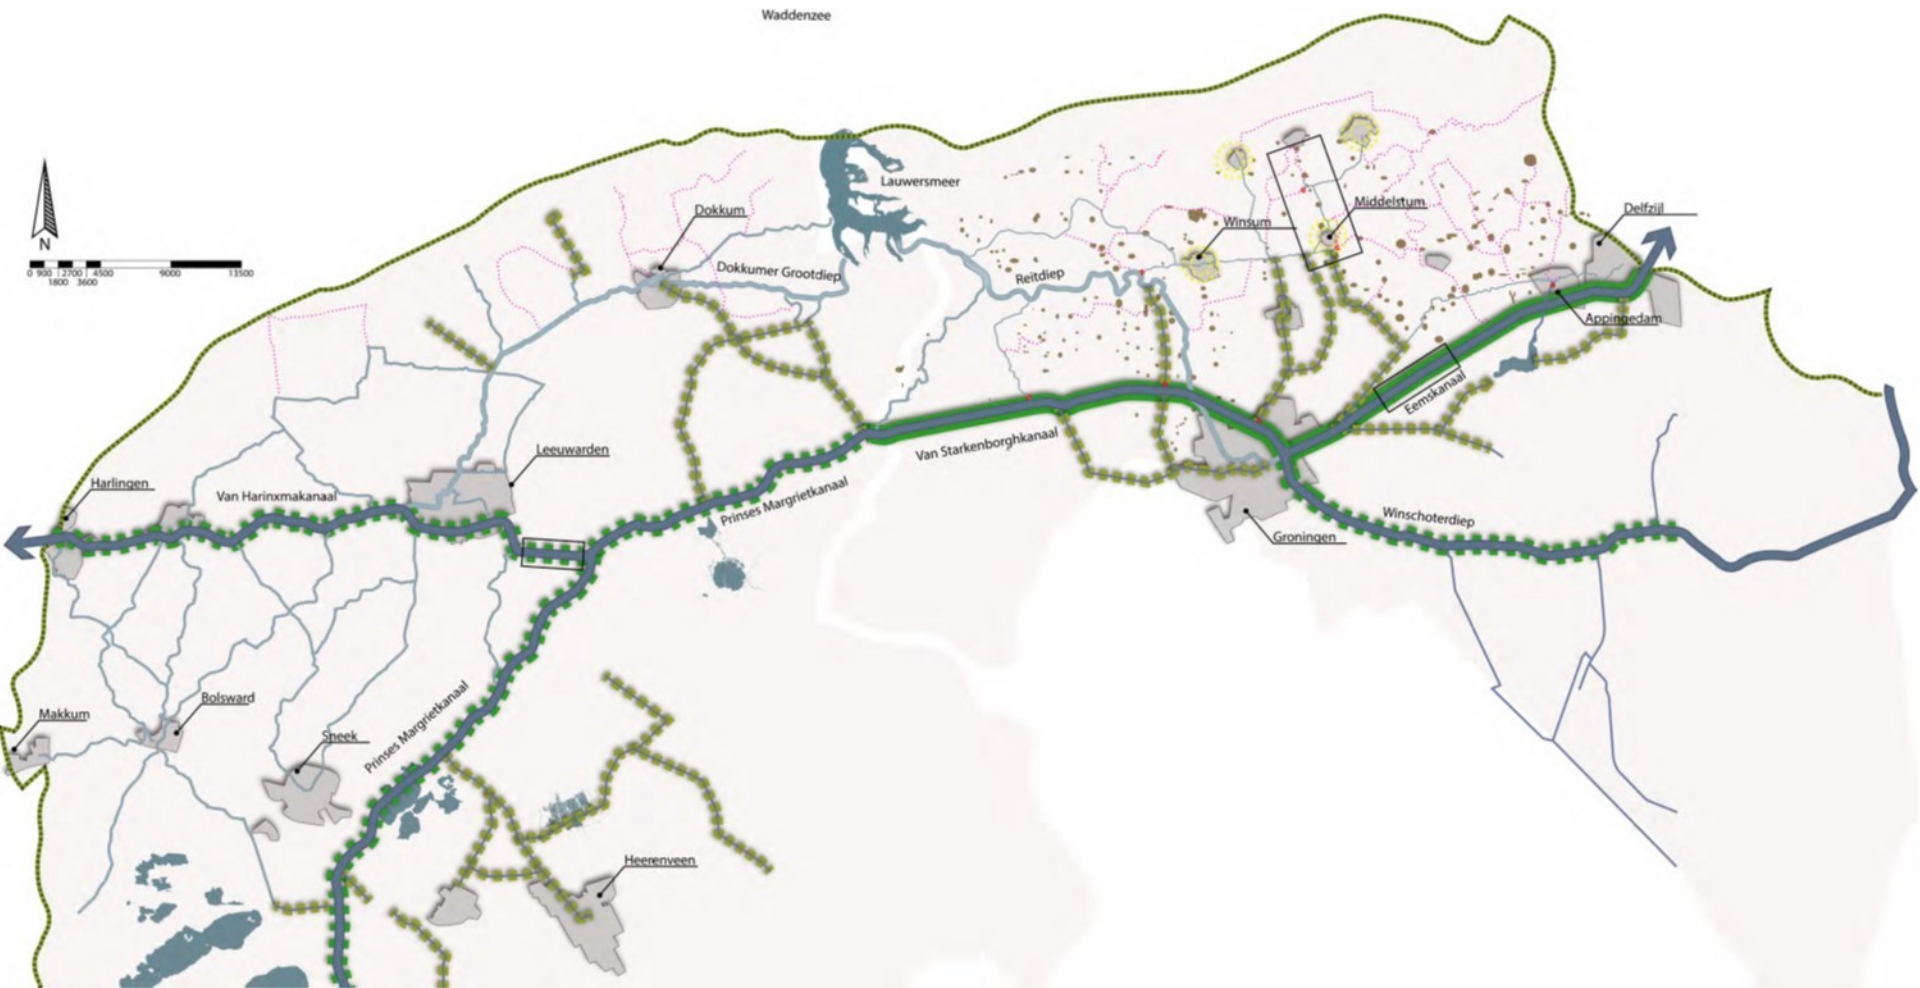 Waddenzee
Lauwersmeer
Dokkum
Winsum
Middelstum
Delfzijl
N
0 900 2700 4500 9000 13500
1800 3600
Dokkumer Grootdiep
Reitdiep
Appingedam
Eemskanaal
Leeuwarden
Van Starkenborghkanaal
Harlingen
Van Harinxmakanaal
Prinses Margrietkanaal
Winschoterdiep
Groningen
Bolsward
Makkum
Sneek
Prinses Margrietkanaal
Heerenveen